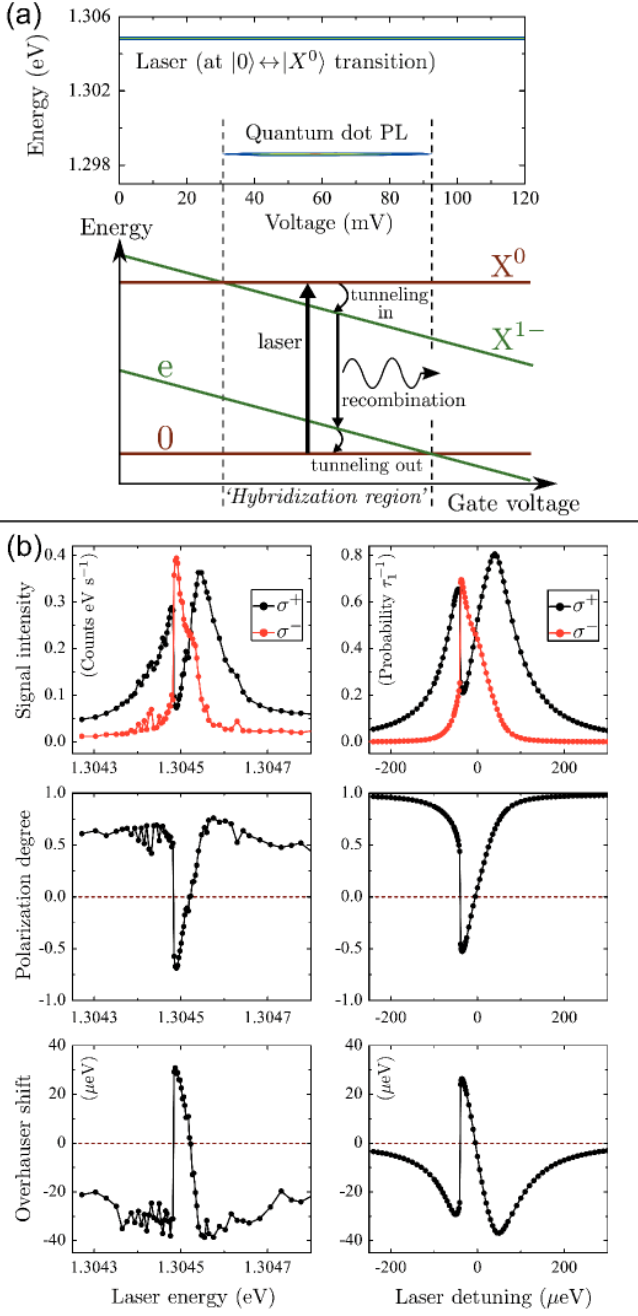 (a)
1.306
1.302
1.298
Energy (eV)
Laser (at |0⟩↔|X⁰⟩ transition)
Quantum dot PL
0 20 40 60 80 100 120
Voltage (mV)
Energy
X⁰
tunneling
in
X¹⁻
laser
e
recombination
0
tunneling out
'Hybridization region'
Gate voltage
(b)
Signal intensity
(Counts eV s⁻¹)
0.4
0.3
0.2
0.1
0.0
σ⁺
σ⁻
1.3043 1.3045 1.3047
(Probability τ₁⁻¹)
0.8
0.6
0.4
0.2
0.0
σ⁺
σ⁻
-200 0 200
Polarization degree
1.0
0.5
0.0
-0.5
-1.0
1.3043 1.3045 1.3047
1.0
0.5
0.0
-0.5
-1.0
-200 0 200
Overhauser shift
(μeV)
40
20
0
-20
-40
1.3043 1.3045 1.3047
Laser energy (eV)
(μeV)
40
20
0
-20
-40
-200 0 200
Laser detuning (μeV)